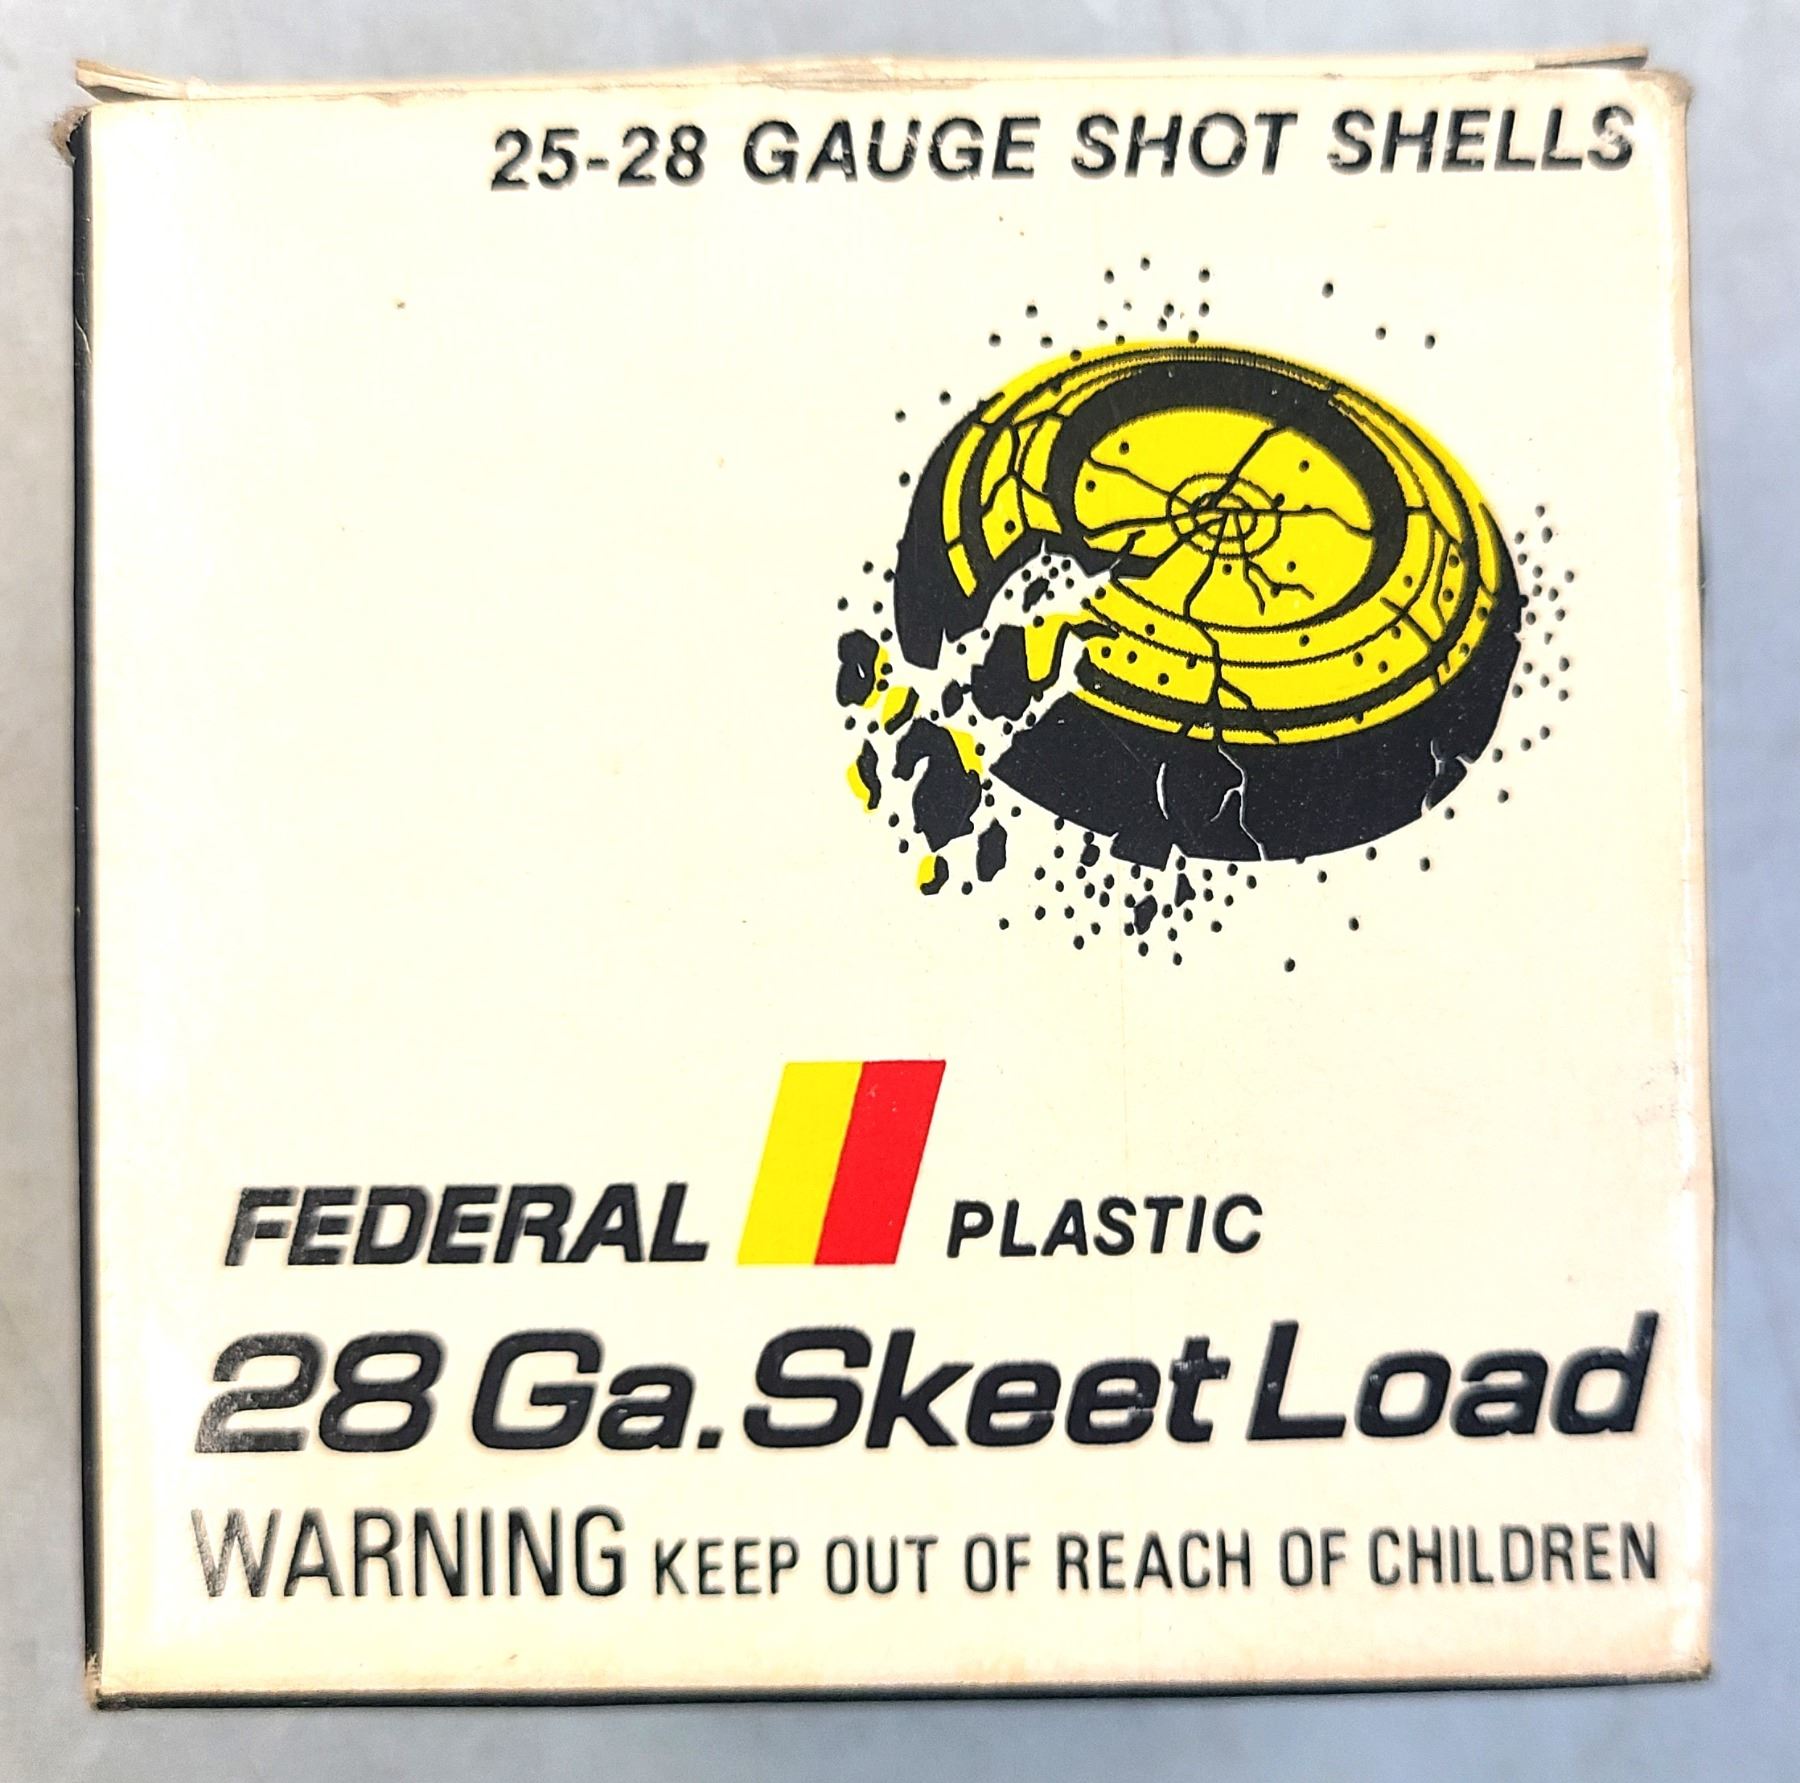 25-28 GAUGE SHOT SHELLS
FEDERAL PLASTIC
28 Ga. Skeet Load
WARNING KEEP OUT OF REACH OF CHILDREN